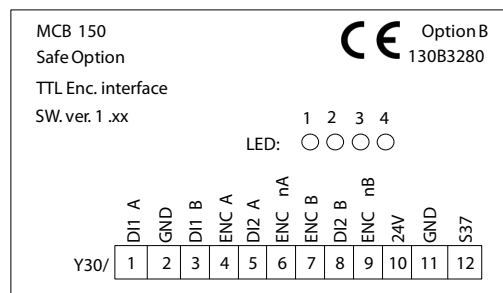 MCB 150
Safe Option
TTL Enc. interface
SW. ver. 1 .xx
CE
Option B
130B3280
1 2 3 4
LED:
DI1 A
GND
DI1 B
ENC A
DI2 A
ENC nA
ENC B
DI2 B
ENC nB
24V
GND
S37
Y30/ 1 2 3 4 5 6 7 8 9 10 11 12